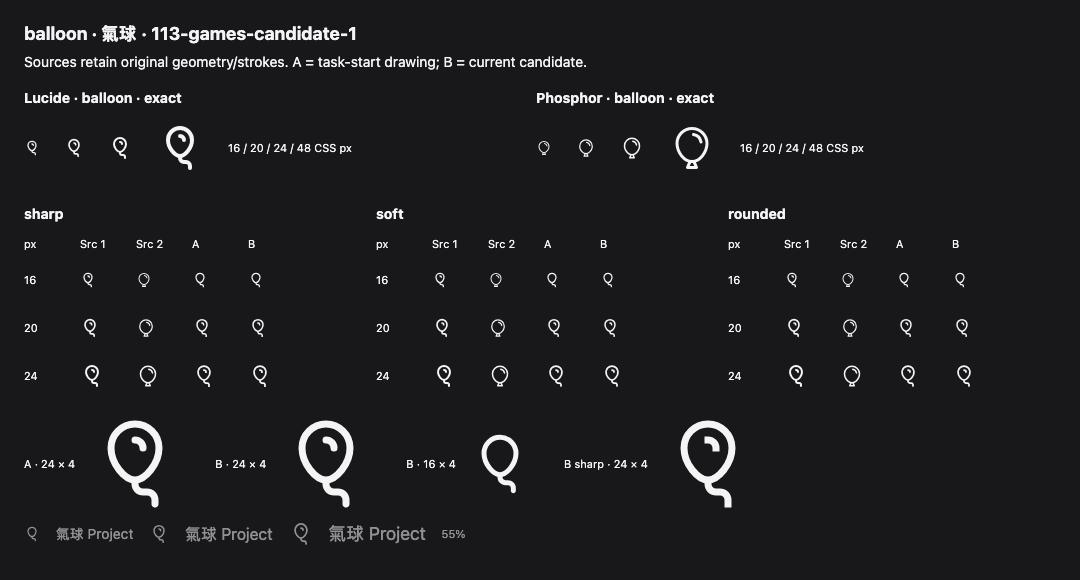 balloon · 氣球 · 113-games-candidate-1
Sources retain original geometry/strokes. A = task-start drawing; B = current candidate.
Lucide · balloon · exact
Phosphor · balloon · exact
16 / 20 / 24 / 48 CSS px
16 / 20 / 24 / 48 CSS px
sharp
soft
rounded
px Src 1 Src 2 A B
px Src 1 Src 2 A B
px Src 1 Src 2 A B
16
16
16
20
20
20
24
24
24
A · 24 × 4
B · 24 × 4
B · 16 × 4
B sharp · 24 × 4
氣球 Project
氣球 Project
氣球 Project
55%